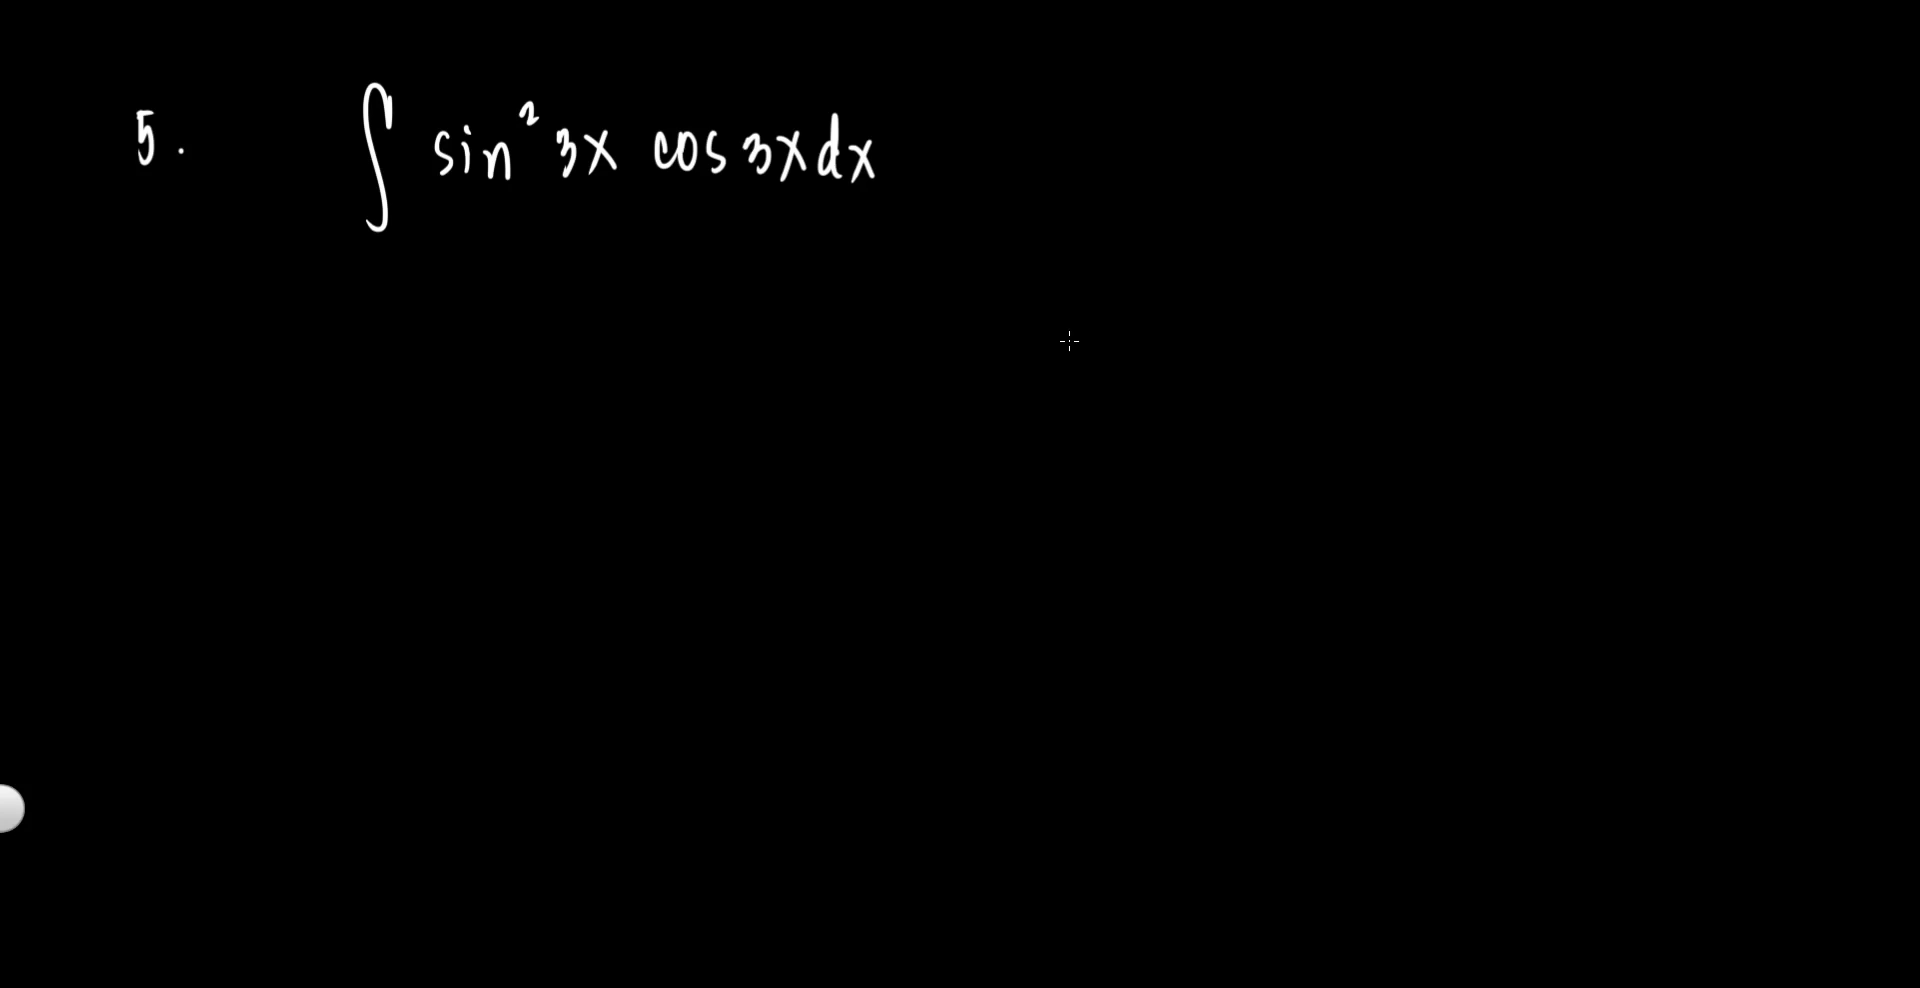 5. ∫ sin² 3x cos 3x dx